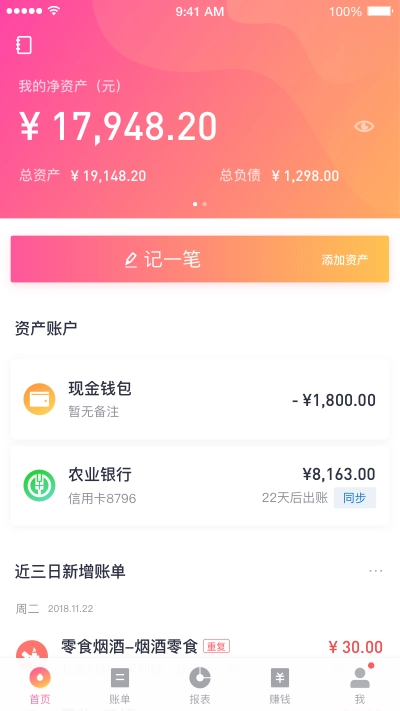 9:41 AM 100%
我的净资产（元）
¥ 17,948.20
总资产 ¥ 19,148.20 总负债 ¥ 1,298.00
记一笔 添加资产
资产账户
现金钱包
- ¥1,800.00
暂无备注
农业银行 ¥8,163.00
信用卡8796 22天后出账 同步
近三日新增账单 ...
周二 2018.11.22
零食烟酒-烟酒零食 重复 ¥ 30.00
首页 账单 报表 赚钱 我